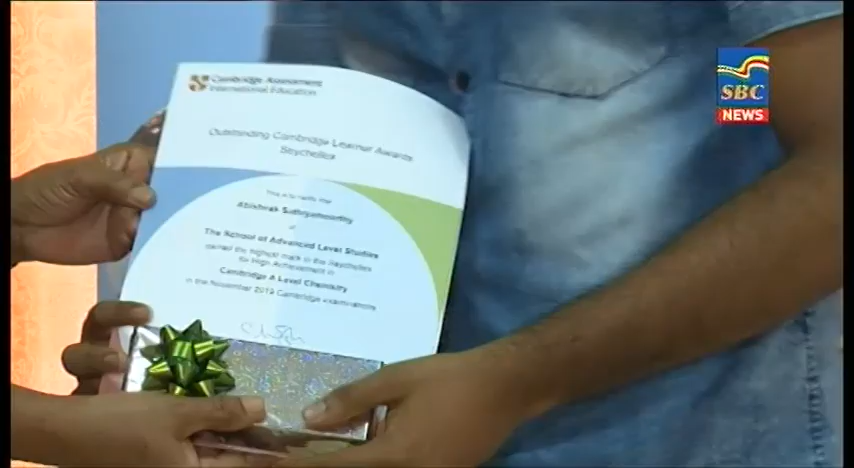 Cambridge Assessment
International Education
Outstanding Cambridge Learner Awards
Seychelles
This is to certify that
Abishrak Sathiyamoorthy
of
The School of Advanced Level Studies
earned the highest mark in the Seychelles
for High Achievement in
Cambridge A Level Chemistry
in the November 2019 Cambridge examinations
SBC
NEWS